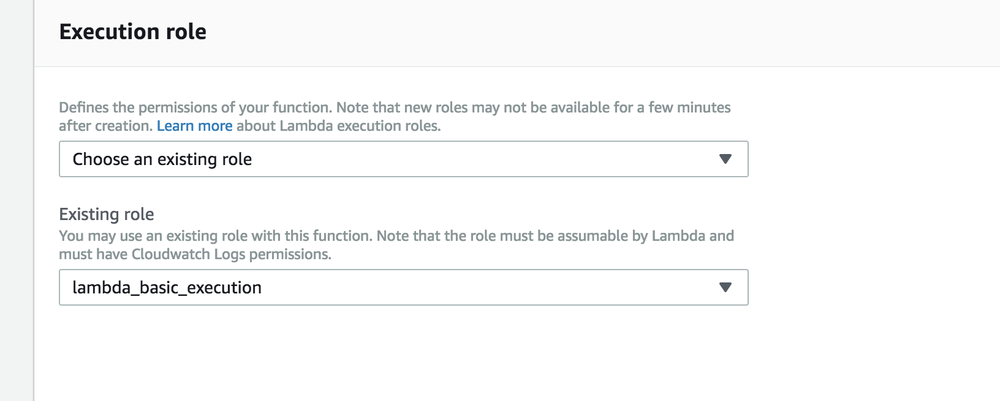 Execution role
Defines the permissions of your function. Note that new roles may not be available for a few minutes
after creation. Learn more about Lambda execution roles.
Choose an existing role
Existing role
You may use an existing role with this function. Note that the role must be assumable by Lambda and
must have Cloudwatch Logs permissions.
lambda_basic_execution